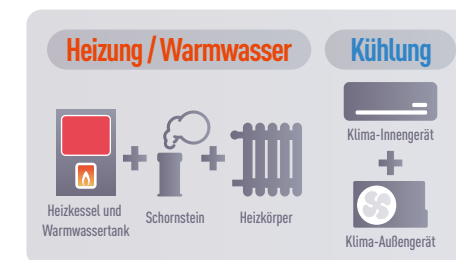 Heizung / Warmwasser
Kühlung
Klima-Innengerät
Heizkessel und
Warmwassertank
Schornstein
Heizkörper
Klima-Außengerät